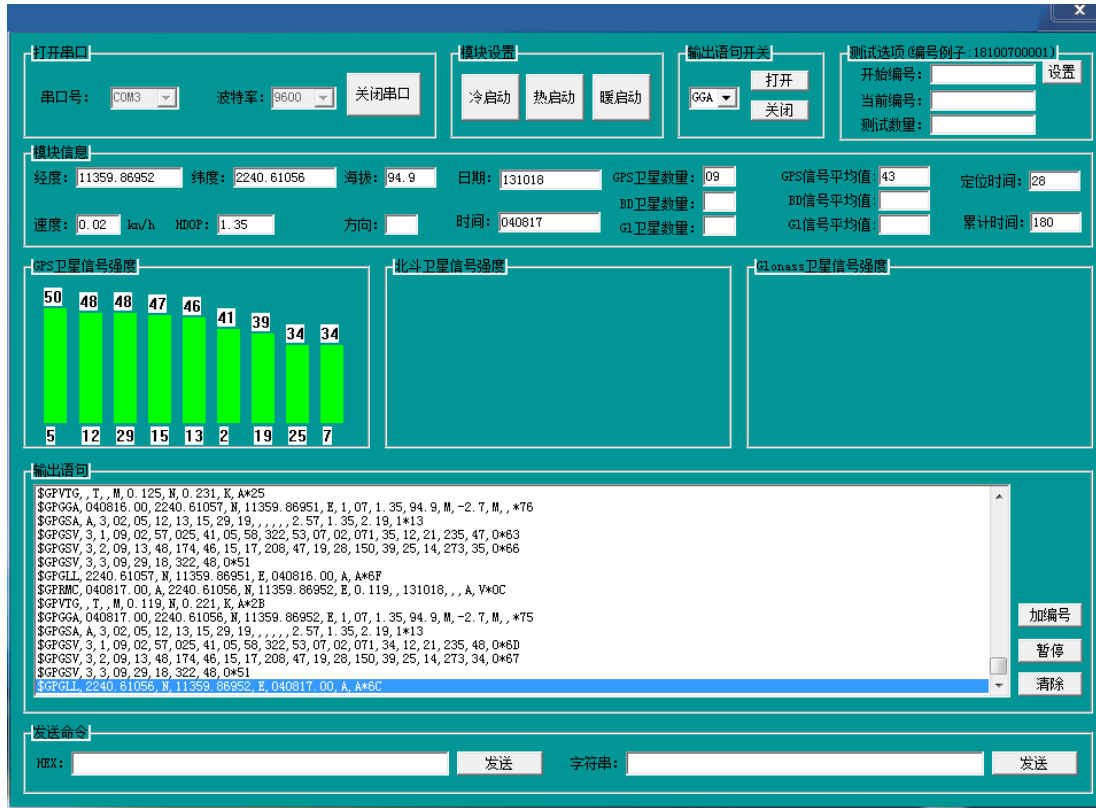 打开串口
串口号： COM3 波特率： 9600 关闭串口
模块设置
冷启动 热启动 暖启动
输出语句开关
GGA 打开
关闭
测试选项(编号例子:18100700001)
开始编号： 设置
当前编号：
测试数量：
模块信息
经度： 11359.86952 纬度： 2240.61056 海拔： 94.9 日期： 131018 GPS卫星数量： 09 GPS信号平均值： 43 定位时间： 28
BD卫星数量： BD信号平均值：
速度： 0.02 km/h HDOP： 1.35 方向： 时间： 040817 Gl卫星数量： Gl信号平均值： 累计时间： 180
GPS卫星信号强度
50 48 48 47 46 41 39 34 34
5 12 29 15 13 2 19 25 7
北斗卫星信号强度
Glonass卫星信号强度
输出语句
$GPVTG,,T,,M,0.125,N,0.231,K,A*25
$GPGGA,040816.00,2240.61057,N,11359.86951,E,1,07,1.35,94.9,M,-2.7,M,,*76
$GPGSA,A,3,02,05,12,13,15,29,19,,,,,,2.57,1.35,2.19,1*13
$GPGSV,3,1,09,02,57,025,41,05,58,322,53,07,02,071,35,12,21,235,47,0*63
$GPGSV,3,2,09,13,48,174,46,15,17,208,47,19,28,150,39,25,14,273,35,0*66
$GPGSV,3,3,09,29,18,322,48,0*51
$GPGLL,2240.61057,N,11359.86951,E,040816.00,A,A*6F
$GPRMC,040817.00,A,2240.61056,N,11359.86952,E,0.119,,131018,,,A,V*0C
$GPVTG,,T,,M,0.119,N,0.221,K,A*2B
$GPGGA,040817.00,2240.61056,N,11359.86952,E,1,07,1.35,94.9,M,-2.7,M,,*75
$GPGSA,A,3,02,05,12,13,15,29,19,,,,,,2.57,1.35,2.19,1*13
$GPGSV,3,1,09,02,57,025,41,05,58,322,53,07,02,071,34,12,21,235,48,0*6D
$GPGSV,3,2,09,13,48,174,46,15,17,208,47,19,28,150,39,25,14,273,34,0*67
$GPGSV,3,3,09,29,18,322,48,0*51
$GPGLL,2240.61056,N,11359.86952,E,040817.00,A,A*6C
加编号
暂停
清除
发送命令
HEX： 发送 字符串： 发送